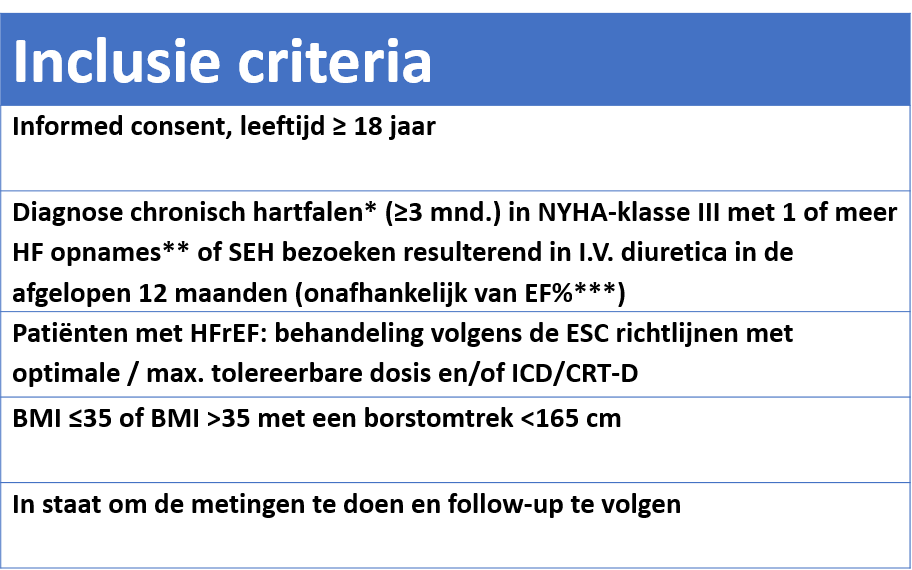 Inclusie criteria
Informed consent, leeftijd ≥ 18 jaar
Diagnose chronisch hartfalen* (≥3 mnd.) in NYHA-klasse III met 1 of meer
HF opnames** of SEH bezoeken resulterend in I.V. diuretica in de
afgelopen 12 maanden (onafhankelijk van EF%***)
Patiënten met HFrEF: behandeling volgens de ESC richtlijnen met
optimale / max. tolereerbare dosis en/of ICD/CRT-D
BMI ≤35 of BMI >35 met een borstomtrek <165 cm
In staat om de metingen te doen en follow-up te volgen